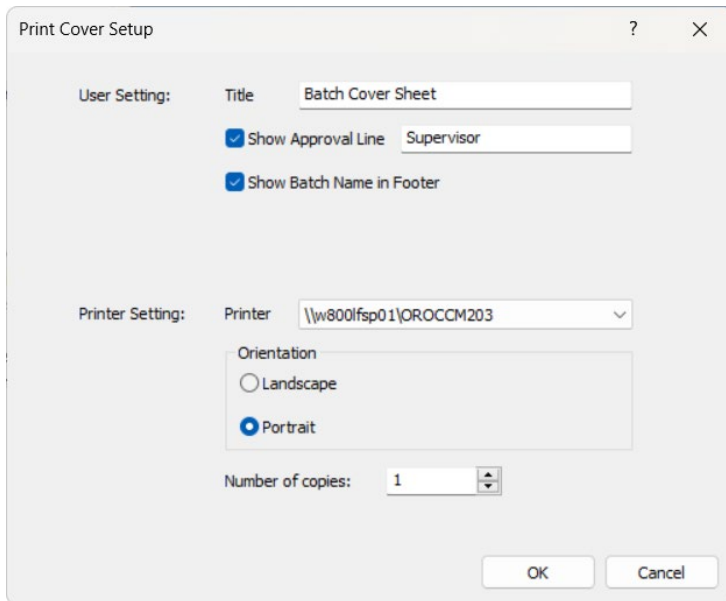 Print Cover Setup ?
User Setting: Title Batch Cover Sheet
Show Approval Line Supervisor
Show Batch Name in Footer
Printer Setting: Printer \\w800lfsp01\OROCCM203
Orientation
Landscape
Portrait
Number of copies: 1
OK Cancel